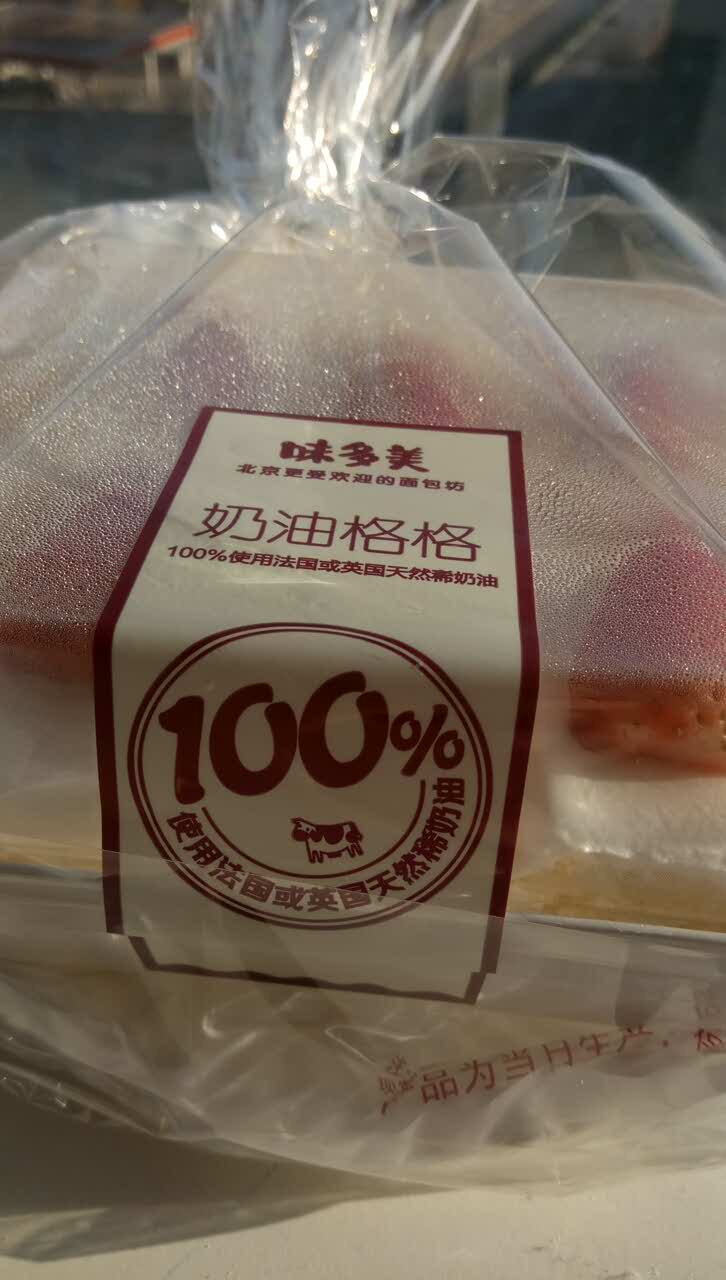 味多美
北京更受欢迎的面包坊
奶油格格
100%使用法国或英国天然稀奶油
100%
使用法国或英国天然稀奶油
品为当日生产，